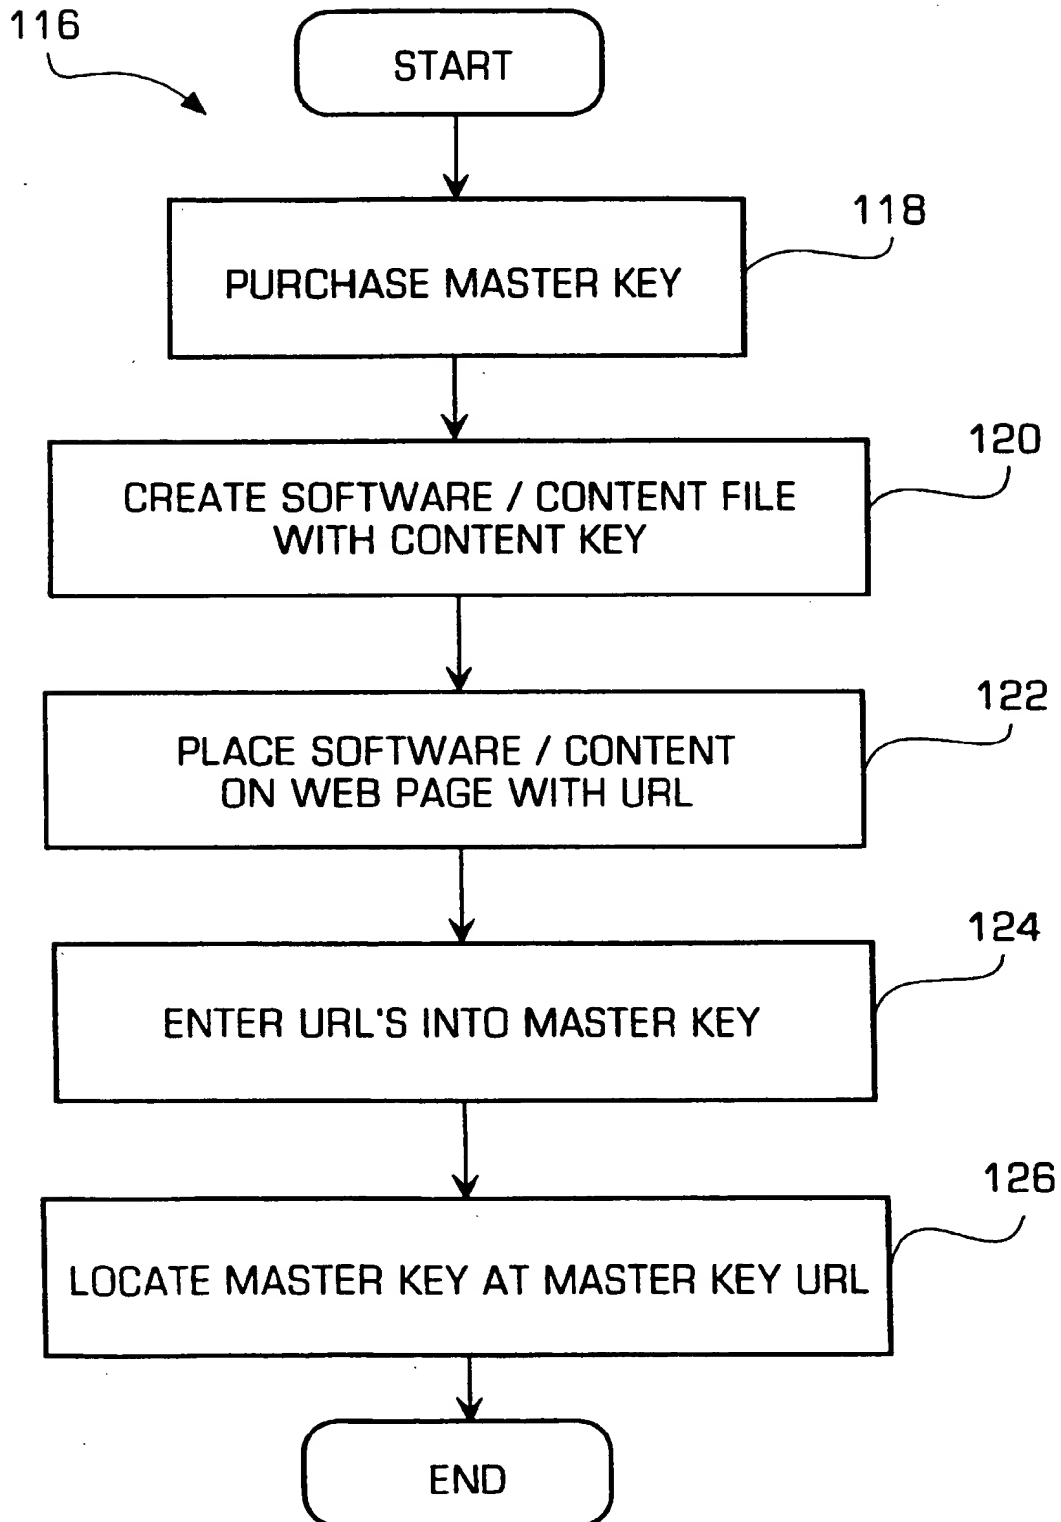 116
START
118
PURCHASE MASTER KEY
120
CREATE SOFTWARE / CONTENT FILE
WITH CONTENT KEY
122
PLACE SOFTWARE / CONTENT
ON WEB PAGE WITH URL
124
ENTER URL'S INTO MASTER KEY
126
LOCATE MASTER KEY AT MASTER KEY URL
END